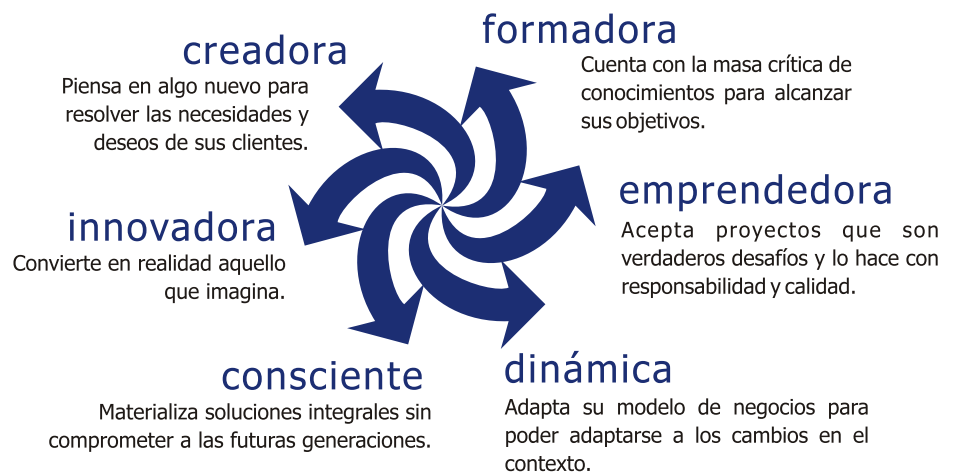 creadora
Piensa en algo nuevo para
resolver las necesidades y
deseos de sus clientes.
formadora
Cuenta con la masa crítica de
conocimientos para alcanzar
sus objetivos.
innovadora
Convierte en realidad aquello
que imagina.
emprendedora
Acepta proyectos que son
verdaderos desafíos y lo hace con
responsabilidad y calidad.
consciente
Materializa soluciones integrales sin
comprometer a las futuras generaciones.
dinámica
Adapta su modelo de negocios para
poder adaptarse a los cambios en el
contexto.